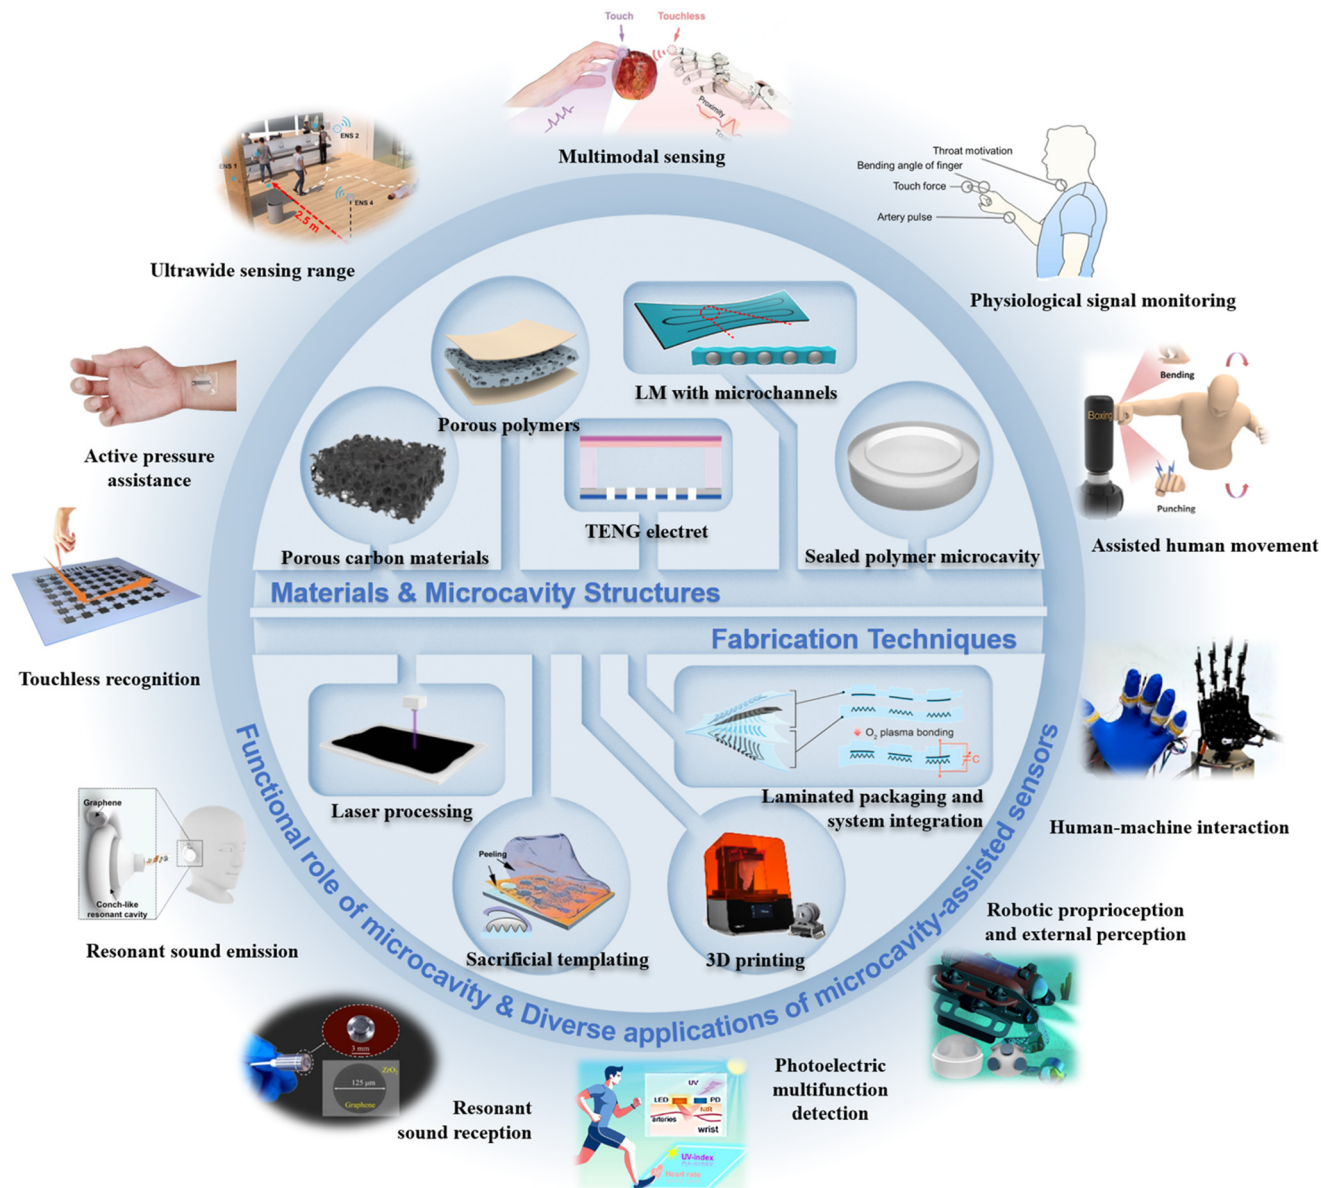 Touch
Touchless
Proximity
Multimodal sensing
ENS 1
ENS 2
ENS 4
2.5 m
Ultrawide sensing range
Throat motivation
Bending angle of finger
Touch force
Artery pulse
Physiological signal monitoring
Active pressure
assistance
Bending
Boxing
Punching
Assisted human movement
Touchless recognition
Porous polymers
LM with microchannels
Porous carbon materials
TENG electret
Sealed polymer microcavity
Materials & Microcavity Structures
Fabrication Techniques
Laser processing
O2 plasma bonding
C
Laminated packaging and
system integration
Peeling
Sacrificial templating
3D printing
Functional role of microcavity & Diverse applications of microcavity-assisted sensors
Human-machine interaction
Graphene
Conch-like
resonant cavity
Resonant sound emission
Robotic proprioception
and external perception
3 mm
ZrO2
125 μm
Graphene
Resonant
sound reception
UV
LED
PD
NIR
arteries
wrist
UV-index
Heart rate
Photoelectric
multifunction
detection